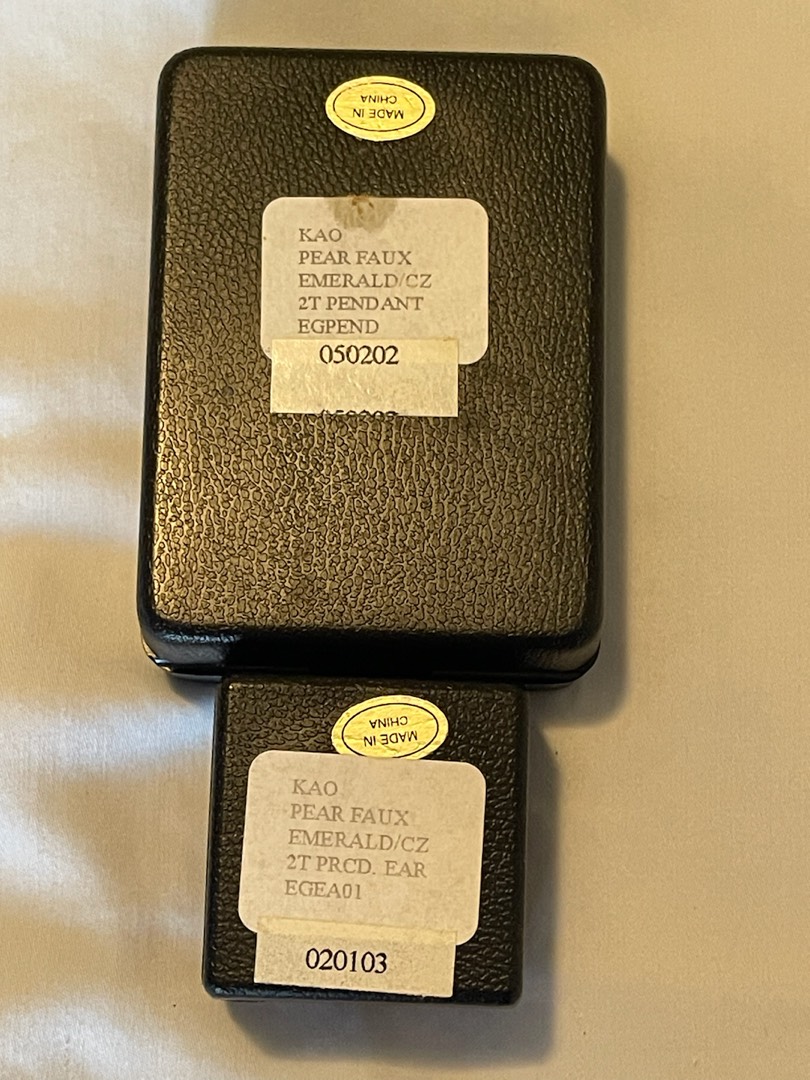 MADE IN
CHINA
KAO
PEAR FAUX
EMERALD/CZ
2T PENDANT
EGPEND
050202
MADE IN
CHINA
KAO
PEAR FAUX
EMERALD/CZ
2T PRCD. EAR
EGEA01
020103